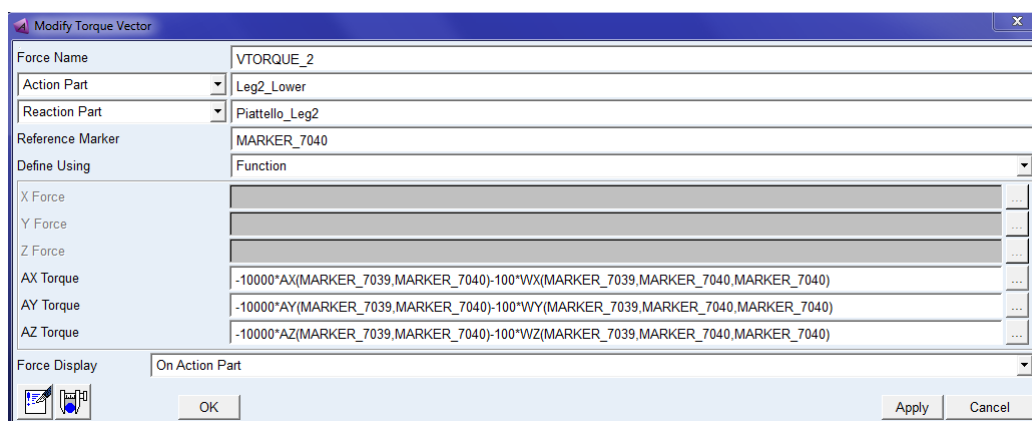 Modify Torque Vector
x
Force Name VTORQUE_2
Action Part Leg2_Lower
Reaction Part Piattello_Leg2
Reference Marker MARKER_7040
Define Using Function
X Force ...
Y Force ...
Z Force ...
AX Torque -10000*AX(MARKER_7039,MARKER_7040)-100*WX(MARKER_7039,MARKER_7040,MARKER_7040) ...
AY Torque -10000*AY(MARKER_7039,MARKER_7040)-100*WY(MARKER_7039,MARKER_7040,MARKER_7040) ...
AZ Torque -10000*AZ(MARKER_7039,MARKER_7040)-100*WZ(MARKER_7039,MARKER_7040,MARKER_7040) ...
Force Display On Action Part
OK Apply Cancel